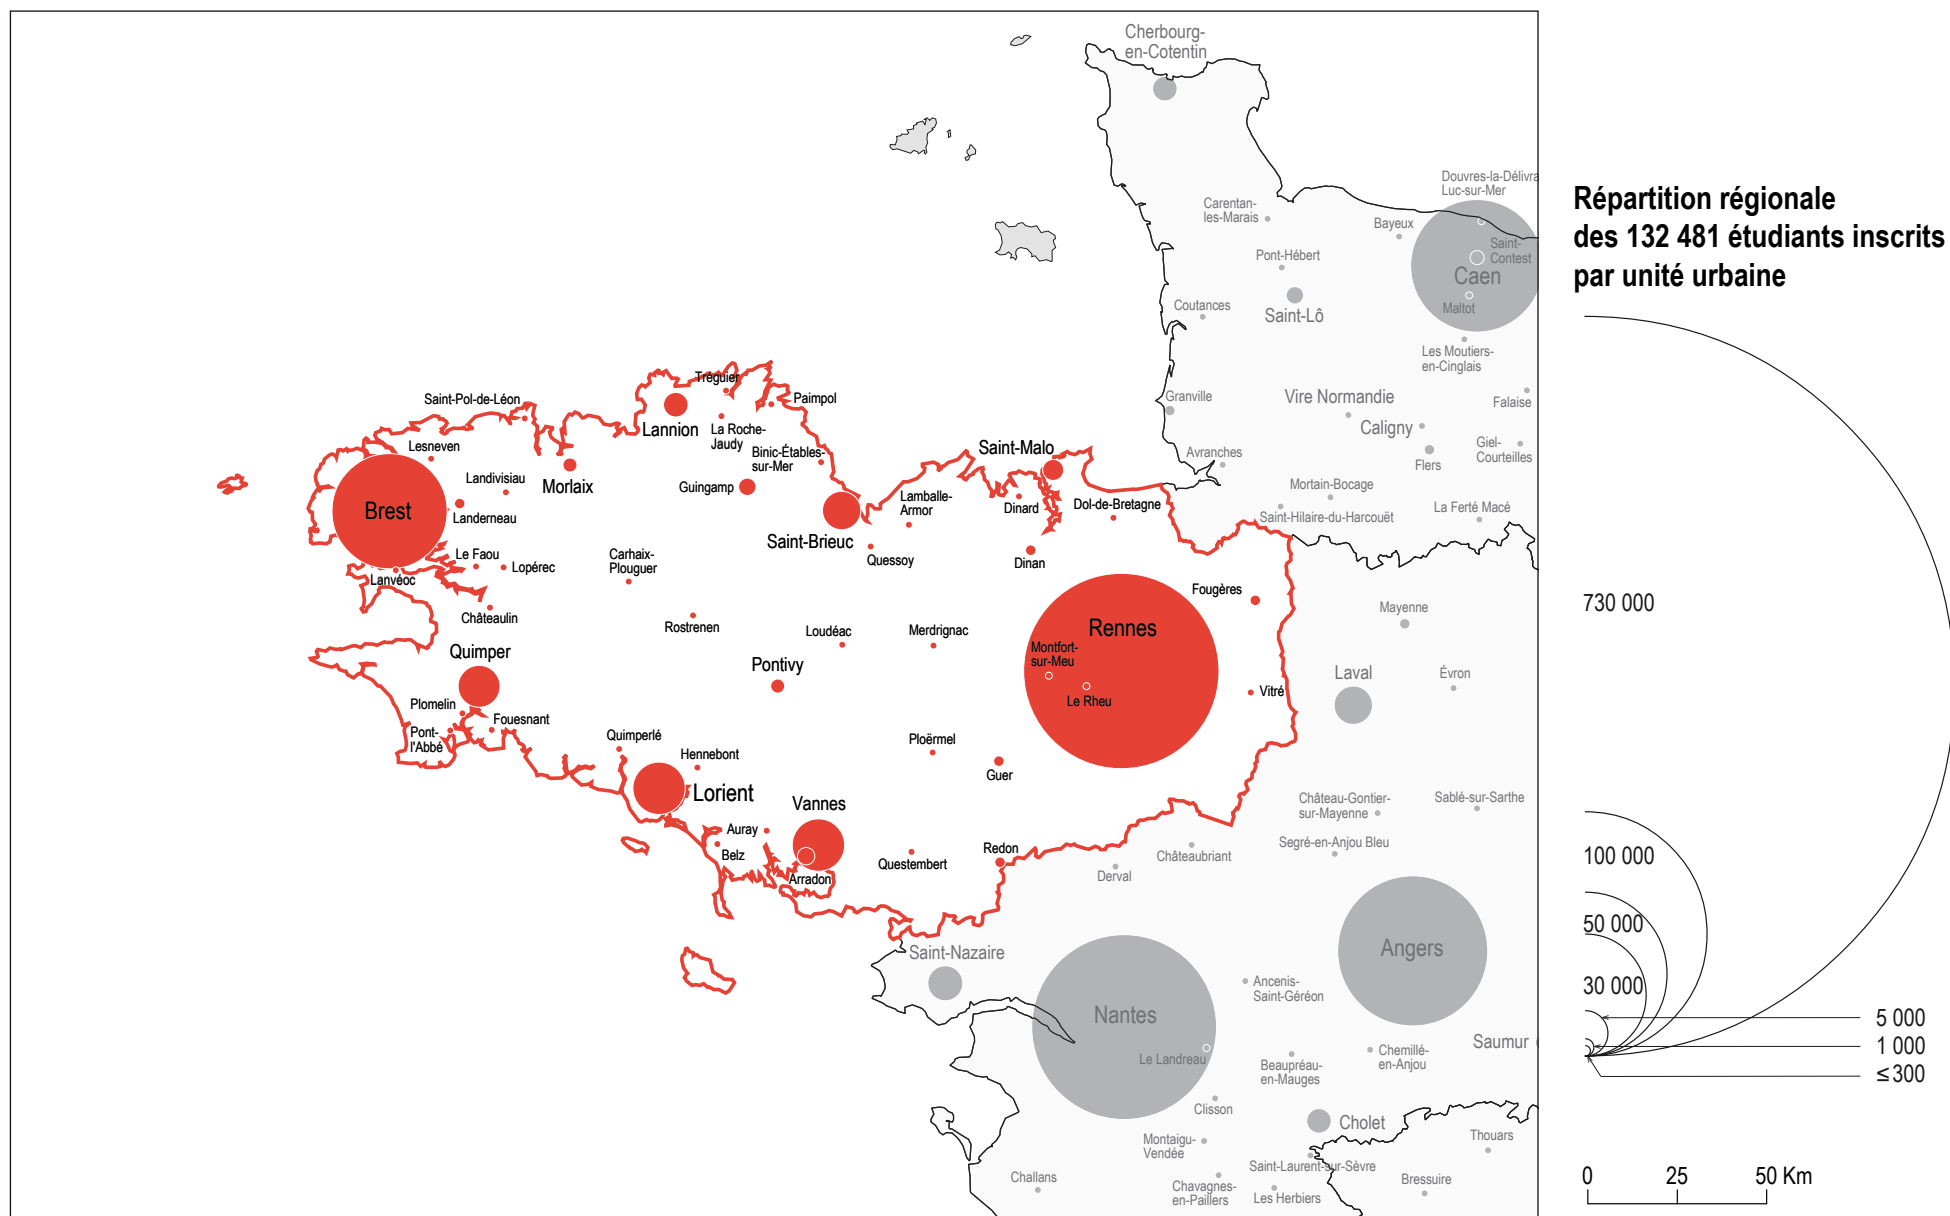 Cherbourg-
en-Cotentin
Douvres-la-Délivra
Luc-sur-Mer
Carentan-
les-Marais
Bayeux
Saint-
Contest
Pont-Hébert
Caen
Coutances
Saint-Lô
Maltot
Les Moutiers-
en-Cinglais
Granville
Vire Normandie
Falaise
Caligny
Giel-
Courteilles
Avranches
Flers
Mortain-Bocage
Saint-Hilaire-du-Harcouët
La Ferté Macé
Tréguier
Saint-Pol-de-Léon
Paimpol
Lannion
La Roche-
Jaudy
Lesneven
Binic-Étables-
sur-Mer
Saint-Malo
Landivisiau
Morlaix
Guingamp
Lamballe-
Armor
Dinard
Dol-de-Bretagne
Brest
Landerneau
Saint-Brieuc
Le Faou
Lopérec
Carhaix-
Plouguer
Quessoy
Dinan
Lanvéoc
Châteaulin
Fougères
Mayenne
Rostrenen
Loudéac
Merdrignac
Rennes
Quimper
Pontivy
Montfort-
sur-Meu
Laval
Évron
Plomelin
Le Rheu
Vitré
Fouesnant
Pont-
l'Abbé
Quimperlé
Ploërmel
Hennebont
Guer
Lorient
Vannes
Château-Gontier-
sur-Mayenne
Sablé-sur-Sarthe
Auray
Belz
Arradon
Questembert
Redon
Châteaubriant
Segré-en-Anjou Bleu
Derval
Saint-Nazaire
Angers
Ancenis-
Saint-Géréon
Nantes
Le Landreau
Saumur
Beaupréau-
en-Mauges
Chemillé-
en-Anjou
Clisson
Cholet
Montaigu-
Vendée
Thouars
Saint-Laurent-sur-Sèvre
Challans
Chavagnes-
en-Paillers
Les Herbiers
Bressuire
Répartition régionale
des 132 481 étudiants inscrits
par unité urbaine
730 000
100 000
50 000
30 000
5 000
1 000
≤ 300
0 25 50 Km